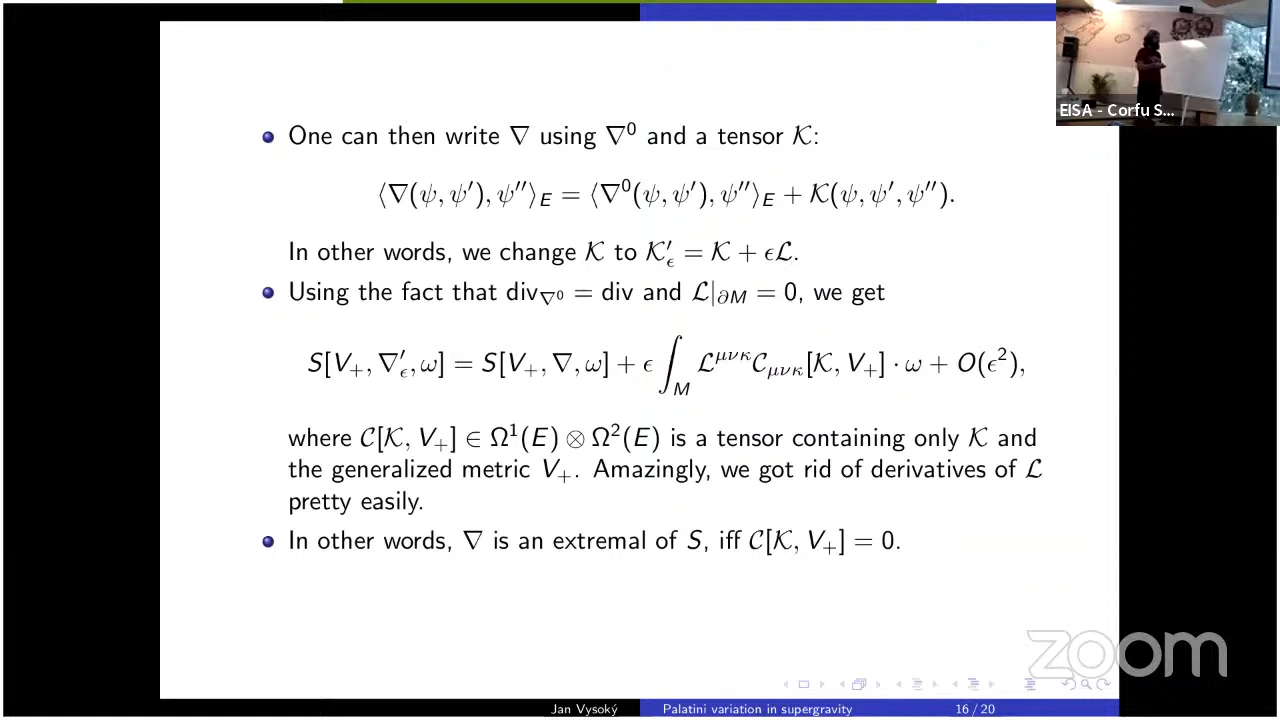 EISA - Corfu S...
• One can then write ∇ using ∇⁰ and a tensor 𝒦:
⟨∇(ψ, ψ′), ψ″⟩_E = ⟨∇⁰(ψ, ψ′), ψ″⟩_E + 𝒦(ψ, ψ′, ψ″).
In other words, we change 𝒦 to 𝒦′_ϵ = 𝒦 + ϵℒ.
• Using the fact that div_∇⁰ = div and ℒ|_∂M = 0, we get
S[V₊, ∇′_ϵ, ω] = S[V₊, ∇, ω] + ϵ ∫_M ℒ^μνκ 𝒞_μνκ[𝒦, V₊] · ω + O(ϵ²),
where 𝒞[𝒦, V₊] ∈ Ω¹(E) ⊗ Ω²(E) is a tensor containing only 𝒦 and
the generalized metric V₊. Amazingly, we got rid of derivatives of ℒ
pretty easily.
• In other words, ∇ is an extremal of S, iff 𝒞[𝒦, V₊] = 0.
zoom
Jan Vysoký Palatini variation in supergravity 16 / 20